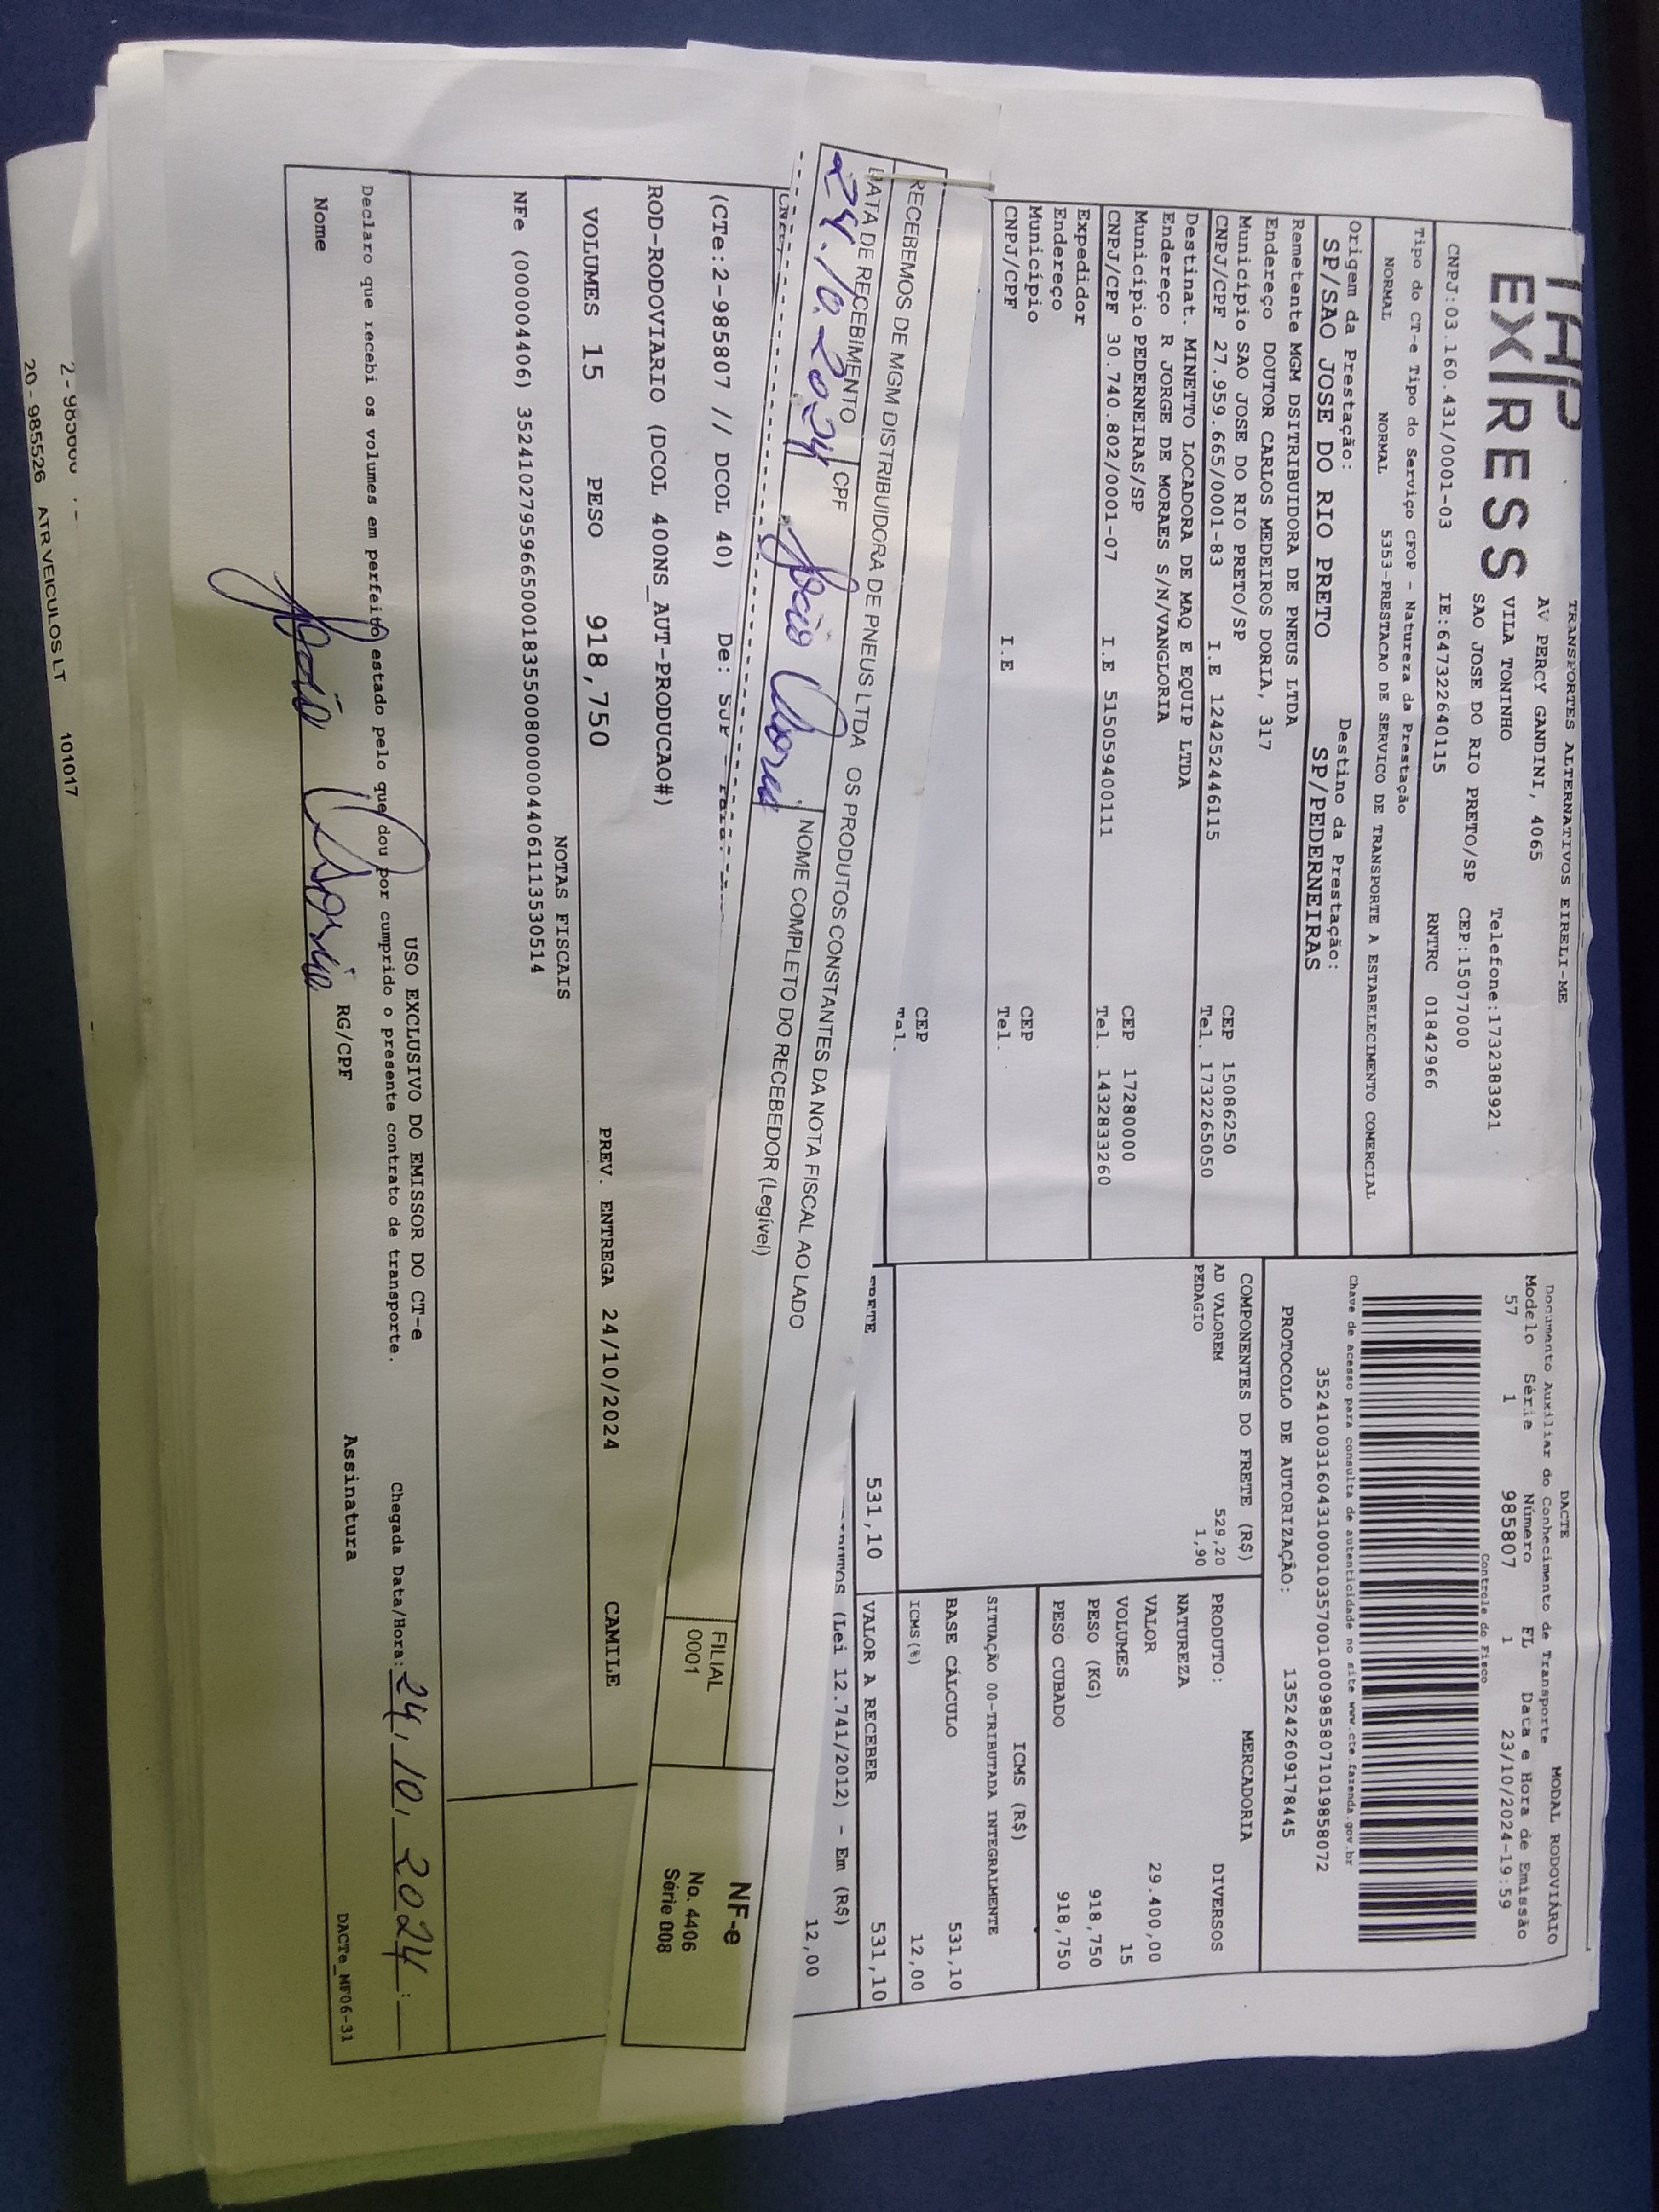 TRANSPORTES ALTERNATIVOS EIRELI-ME
EXPRESS
AV PERCY GANDINI, 4065
VILA TONINHO
Telefone:1732383921
SAO JOSE DO RIO PRETO/SP CEP:15077000
CNPJ:03.160.431/0001-03 IE:647322640115 RNTRC 01842966
Tipo do CT-e Tipo do Serviço CFOP - Natureza da Prestação
NORMAL NORMAL 5353-PRESTACAO DE SERVICO DE TRANSPORTE A ESTABELECIMENTO COMERCIAL
Origem da Prestação: Destino da Prestação:
SP/SAO JOSE DO RIO PRETO SP/PEDERNEIRAS
Remetente MGM DSITRIBUIDORA DE PNEUS LTDA
Endereço DOUTOR CARLOS MEDEIROS DORIA, 317
Município SAO JOSE DO RIO PRETO/SP CEP 15086250
CNPJ/CPF 27.959.665/0001-83 I.E 124252446115 Tel. 1732265050
Destinat. MINETTO LOCADORA DE MAQ E EQUIP LTDA
Endereço R JORGE DE MORAES S/N/VANGLORIA
Município PEDERNEIRAS/SP CEP 17280000
CNPJ/CPF 30.740.802/0001-07 I.E 515059400111 Tel. 1432833260
Expedidor
Endereço
Município CEP
CNPJ/CPF I.E Tel.
CEP
Tel.
DACTE MODAL RODOVIÁRIO
Documento Auxiliar do Conhecimento de Transporte
Modelo Série Número FL Data e Hora de Emissão
57 1 985807 1 23/10/2024-19:59
Controle do Fisco
Chave de acesso para consulta de autenticidade no site www.cte.fazenda.gov.br
35241003160431000103570010009858071019858072
PROTOCOLO DE AUTORIZAÇÃO: 135242609178445
COMPONENTES DO FRETE (R$)
AD VALOREM 529,20
PEDAGIO 1,90
FRETE 531,10
MERCADORIA
PRODUTO: DIVERSOS
NATUREZA
VALOR 29.400,00
VOLUMES 15
PESO (KG) 918,750
PESO CUBADO 918,750
ICMS (R$)
SITUAÇÃO 00-TRIBUTADA INTEGRALMENTE
BASE CÁLCULO 531,10
ICMS(%) 12,00
VALOR A RECEBER 531,10
(Lei 12.741/2012) - Em (R$) 12,00
RECEBEMOS DE MGM DISTRIBUIDORA DE PNEUS LTDA OS PRODUTOS CONSTANTES DA NOTA FISCAL AO LADO
DATA DE RECEBIMENTO CPF NOME COMPLETO DO RECEBEDOR (Legível)
24.10.2024
FILIAL
0001
NF-e
No. 4406
Série 008
(CTe:2-985807 // DCOL 40) De: SJP
ROD-RODOVIARIO (DCOL 400NS_AUT-PRODUCAO#)
VOLUMES 15 PESO 918,750 PREV. ENTREGA 24/10/2024 CAMILE
NOTAS FISCAIS
NFe (000004406) 35241027959665000183550080000044061113530514
USO EXCLUSIVO DO EMISSOR DO CT-e
Declaro que recebi os volumes em perfeito estado pelo que dou por cumprido o presente contrato de transporte.
Chegada Data/Hora: 24.10.2024 :
Nome RG/CPF Assinatura
DACTe_MF06-31
20 - 985526 ATR VEICULOS LT 101017